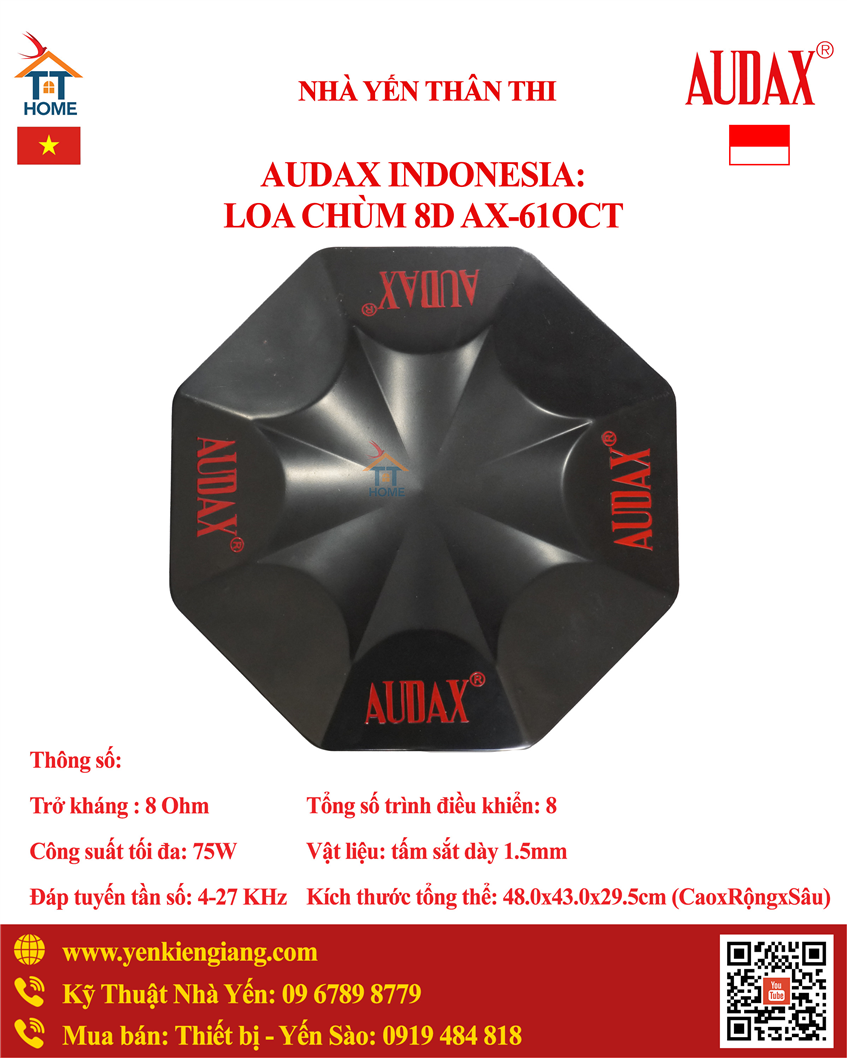 TT
HOME
NHÀ YẾN THÂN THI
AUDAX®
AUDAX INDONESIA:
LOA CHÙM 8D AX-61OCT
AUDAX®
AUDAX®
AUDAX®
TT
HOME
AUDAX®
Thông số:
Trở kháng : 8 Ohm
Tổng số trình điều khiển: 8
Công suất tối đa: 75W
Vật liệu: tấm sắt dày 1.5mm
Đáp tuyến tần số: 4-27 KHz
Kích thước tổng thể: 48.0x43.0x29.5cm (CaoxRộngxSâu)
www.yenkiengiang.com
Kỹ Thuật Nhà Yến: 09 6789 8779
Mua bán: Thiết bị - Yến Sào: 0919 484 818
You
Tube